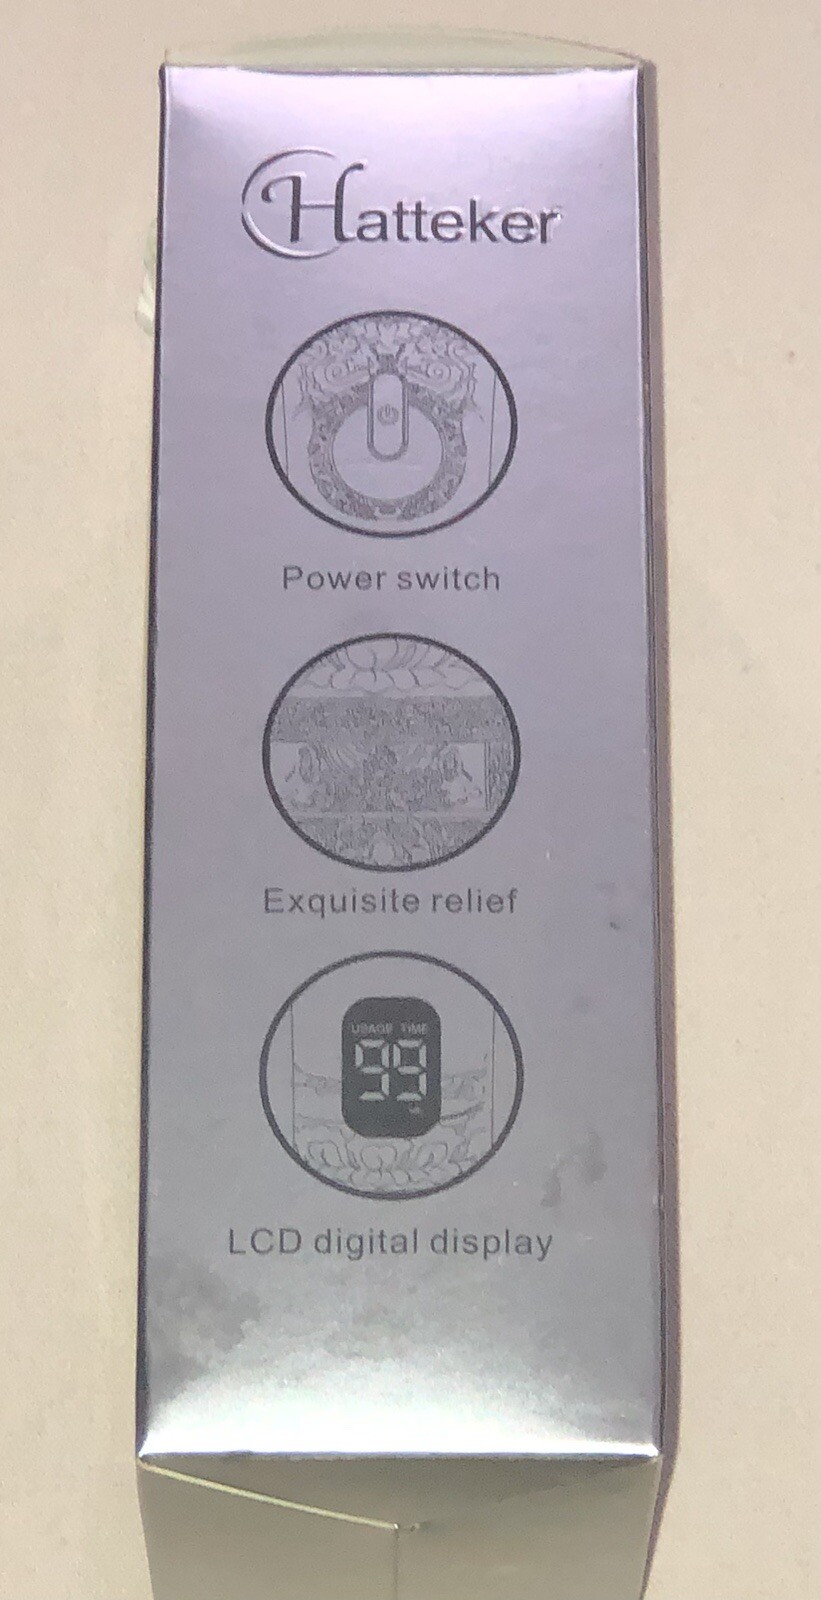 Hatteker
Power switch
Exquisite relief
USAGE TIME
99
LCD digital display